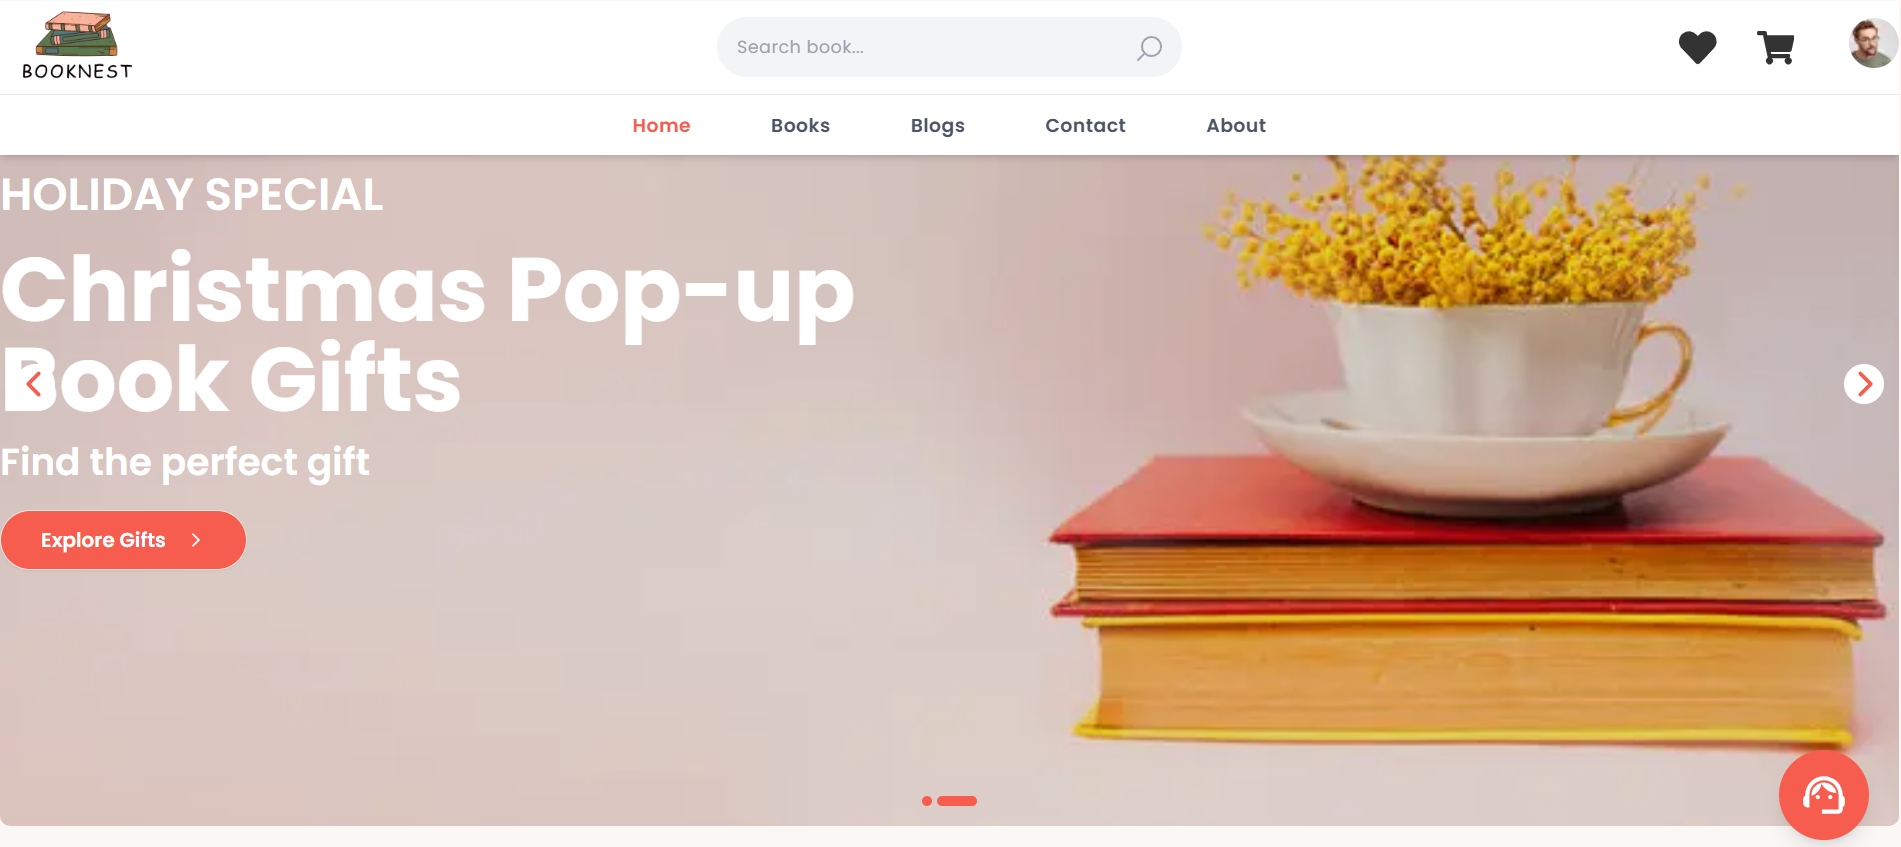 BOOKNEST
Search book...
Home Books Blogs Contact About
HOLIDAY SPECIAL
Christmas Pop-up
Book Gifts
Find the perfect gift
Explore Gifts